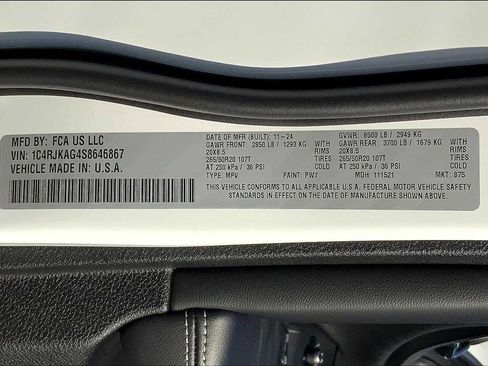 MFD BY: FCA US LLC
VIN: 1C4RJKAG4S8646867
VEHICLE MADE IN: U.S.A.
DATE OF MFR (BUILT): 11-24 GVWR: 6500 LB / 2949 KG
GAWR FRONT: 2850 LB / 1293 KG WITH GAWR REAR: 3700 LB / 1679 KG WITH
20X8.5 TIRES 20X8.5 TIRES
265/50R20 107T RIMS 265/50R20 107T RIMS
AT 250 kPa / 36 PSI COLD AT 250 kPa / 36 PSI COLD
TYPE: MPV PAINT: PW7 MDH: 111521 MKT: 975
THIS VEHICLE CONFORMS TO ALL APPLICABLE U.S.A. FEDERAL MOTOR VEHICLE SAFETY
STANDARDS IN EFFECT ON THE DATE OF MANUFACTURE SHOWN ABOVE